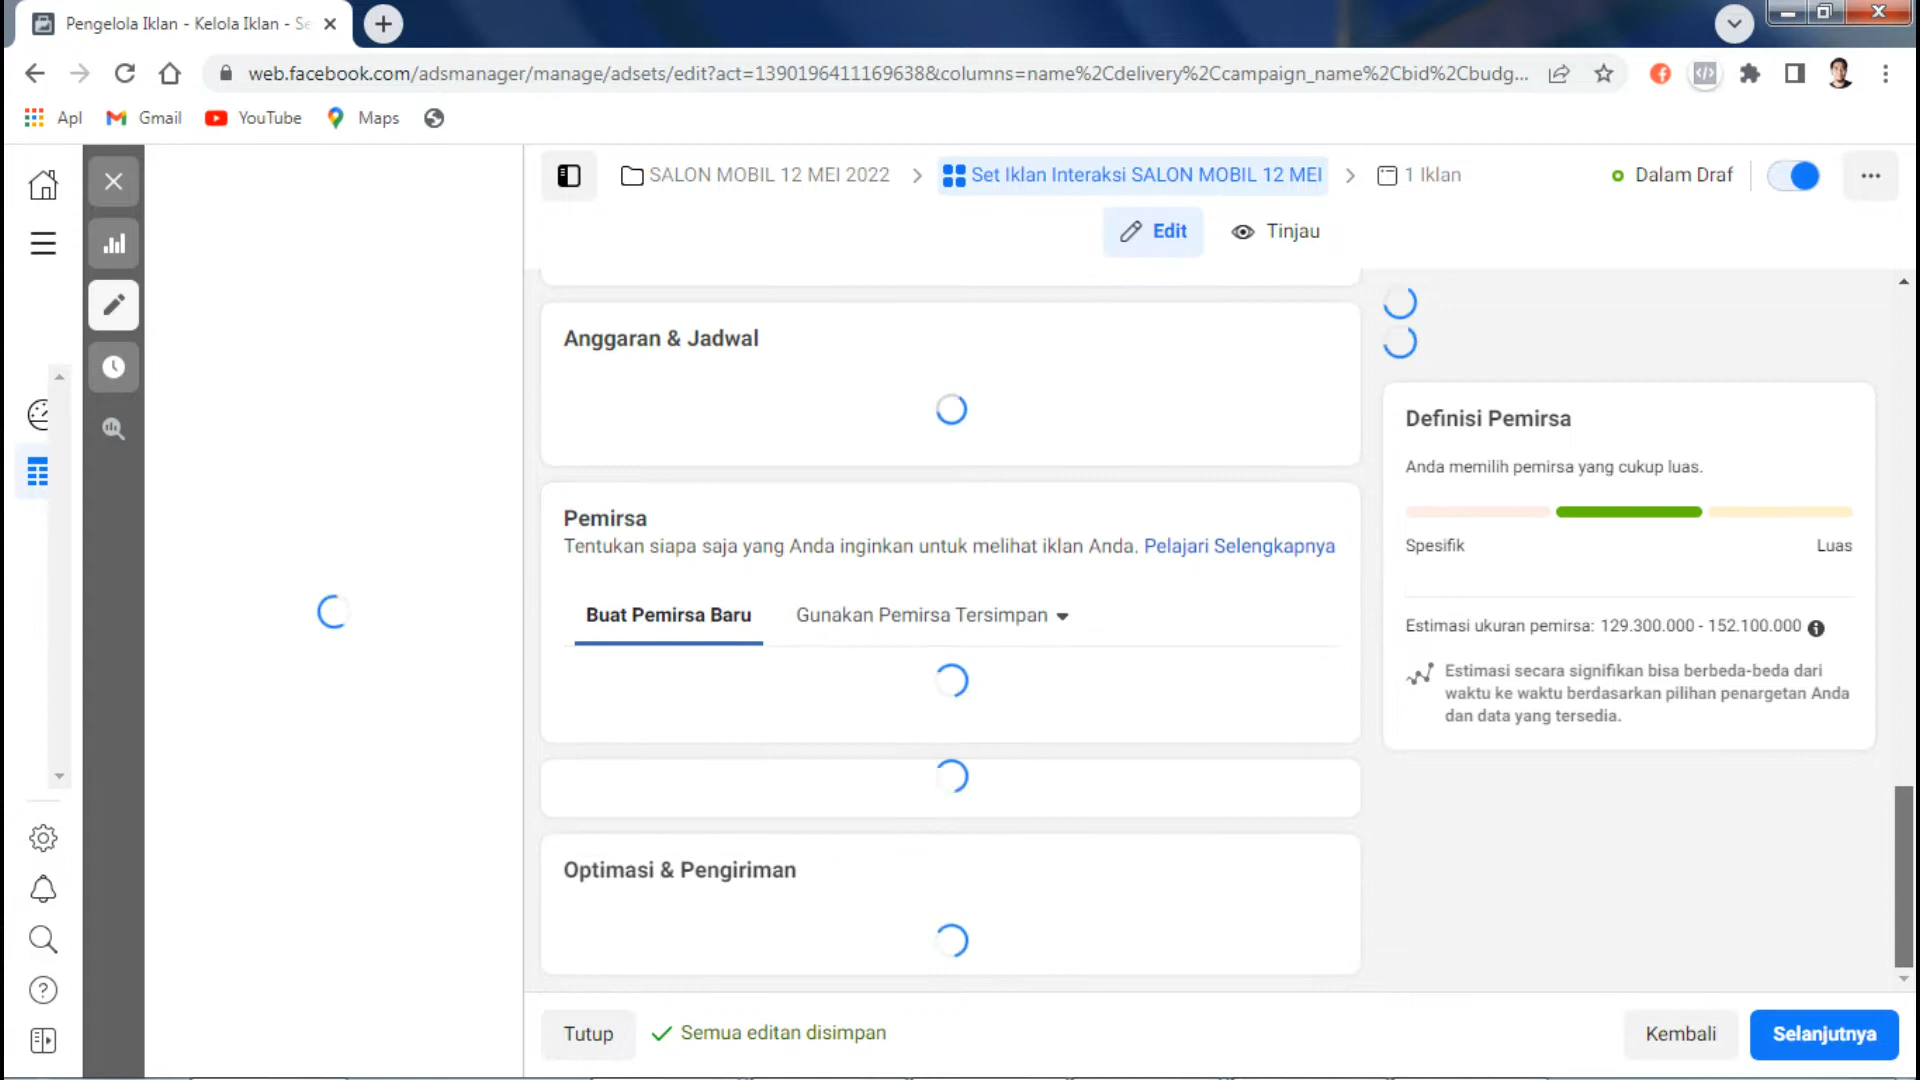 Pengelola Iklan - Kelola Iklan - Se
web.facebook.com/adsmanager/manage/adsets/edit?act=1390196411169638&columns=name%2Cdelivery%2Ccampaign_name%2Cbid%2Cbudg...
Apl Gmail YouTube Maps
SALON MOBIL 12 MEI 2022 > Set Iklan Interaksi SALON MOBIL 12 MEI > 1 Iklan
Dalam Draf
Edit Tinjau
Anggaran & Jadwal
Pemirsa
Tentukan siapa saja yang Anda inginkan untuk melihat iklan Anda. Pelajari Selengkapnya
Buat Pemirsa Baru Gunakan Pemirsa Tersimpan
Optimasi & Pengiriman
Definisi Pemirsa
Anda memilih pemirsa yang cukup luas.
Spesifik Luas
Estimasi ukuran pemirsa: 129.300.000 - 152.100.000
Estimasi secara signifikan bisa berbeda-beda dari
waktu ke waktu berdasarkan pilihan penargetan Anda
dan data yang tersedia.
Tutup Semua editan disimpan
Kembali Selanjutnya